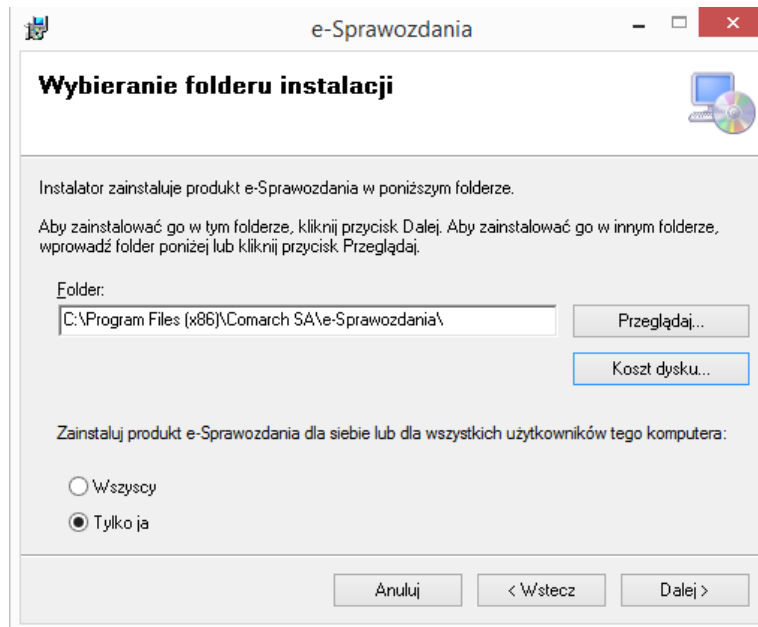 e-Sprawozdania
Wybieranie folderu instalacji
Instalator zainstaluje produkt e-Sprawozdania w poniższym folderze.
Aby zainstalować go w tym folderze, kliknij przycisk Dalej. Aby zainstalować go w innym folderze,
wprowadź folder poniżej lub kliknij przycisk Przeglądaj.
Folder:
C:\Program Files (x86)\Comarch SA\e-Sprawozdania\
Przeglądaj...
Koszt dysku...
Zainstaluj produkt e-Sprawozdania dla siebie lub dla wszystkich użytkowników tego komputera:
Wszyscy
Tylko ja
Anuluj
< Wstecz
Dalej >